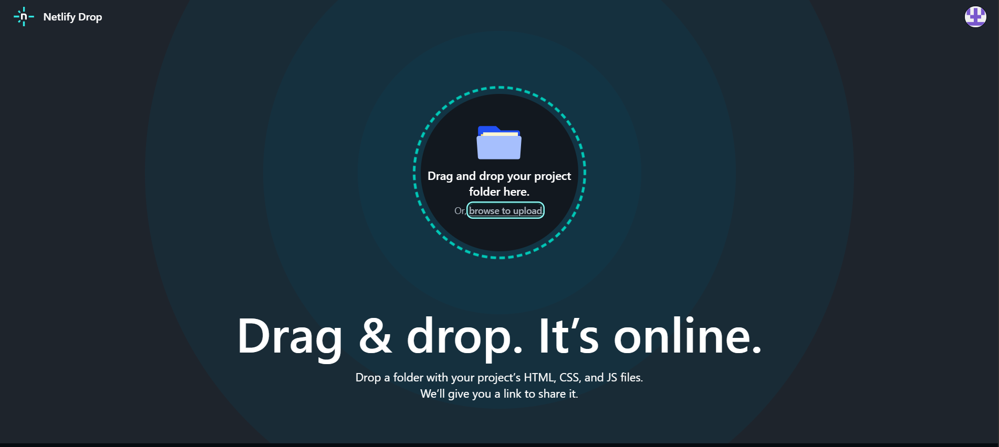 n
Netlify Drop
Drag and drop your project
folder here.
Or, browse to upload.
Drag & drop. It’s online.
Drop a folder with your project’s HTML, CSS, and JS files.
We’ll give you a link to share it.